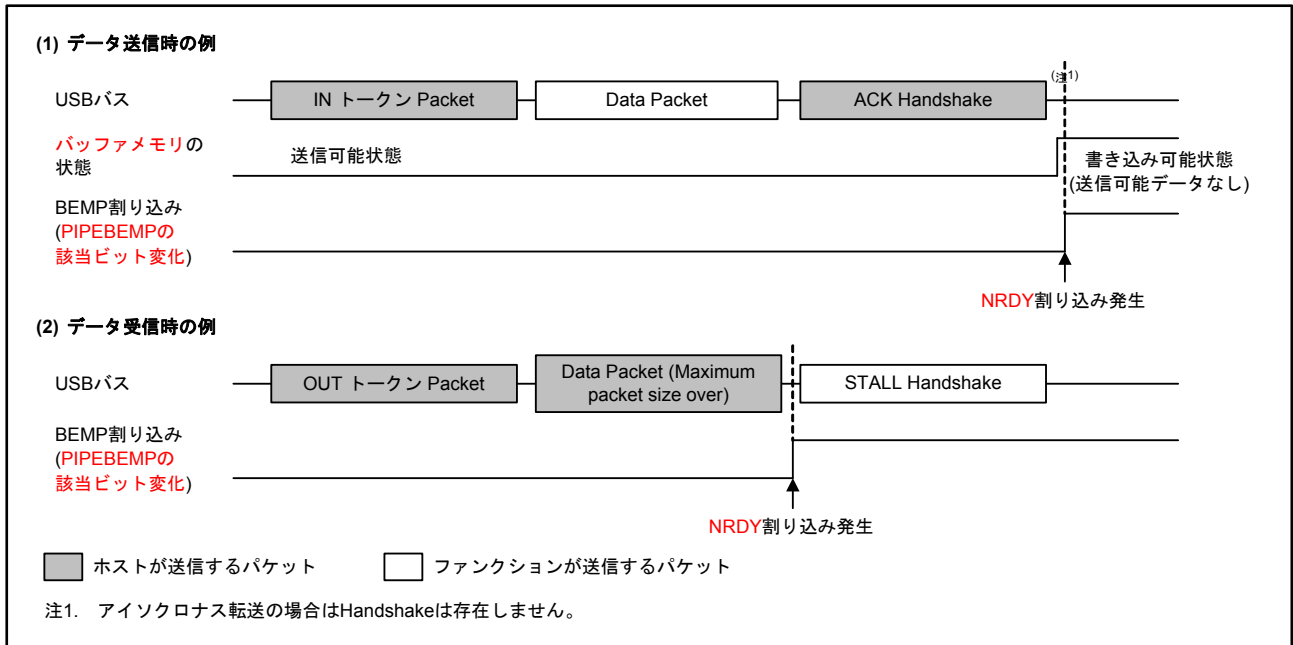 (1) データ送信時の例
USBバス
IN トークン Packet
Data Packet
ACK Handshake
(注1)
バッファメモリの
状態
送信可能状態
書き込み可能状態
(送信可能データなし)
BEMP割り込み
(PIPEBEMPの
該当ビット変化)
NRDY割り込み発生
(2) データ受信時の例
USBバス
OUT トークン Packet
Data Packet (Maximum
packet size over)
STALL Handshake
BEMP割り込み
(PIPEBEMPの
該当ビット変化)
NRDY割り込み発生
ホストが送信するパケット
ファンクションが送信するパケット
注1. アイソクロナス転送の場合はHandshakeは存在しません。